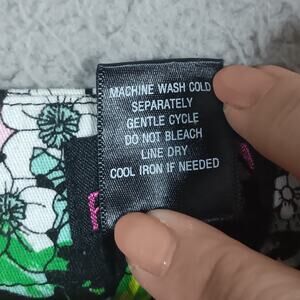 MACHINE WASH COLD
SEPARATELY
GENTLE CYCLE
DO NOT BLEACH
LINE DRY
COOL IRON IF NEEDED